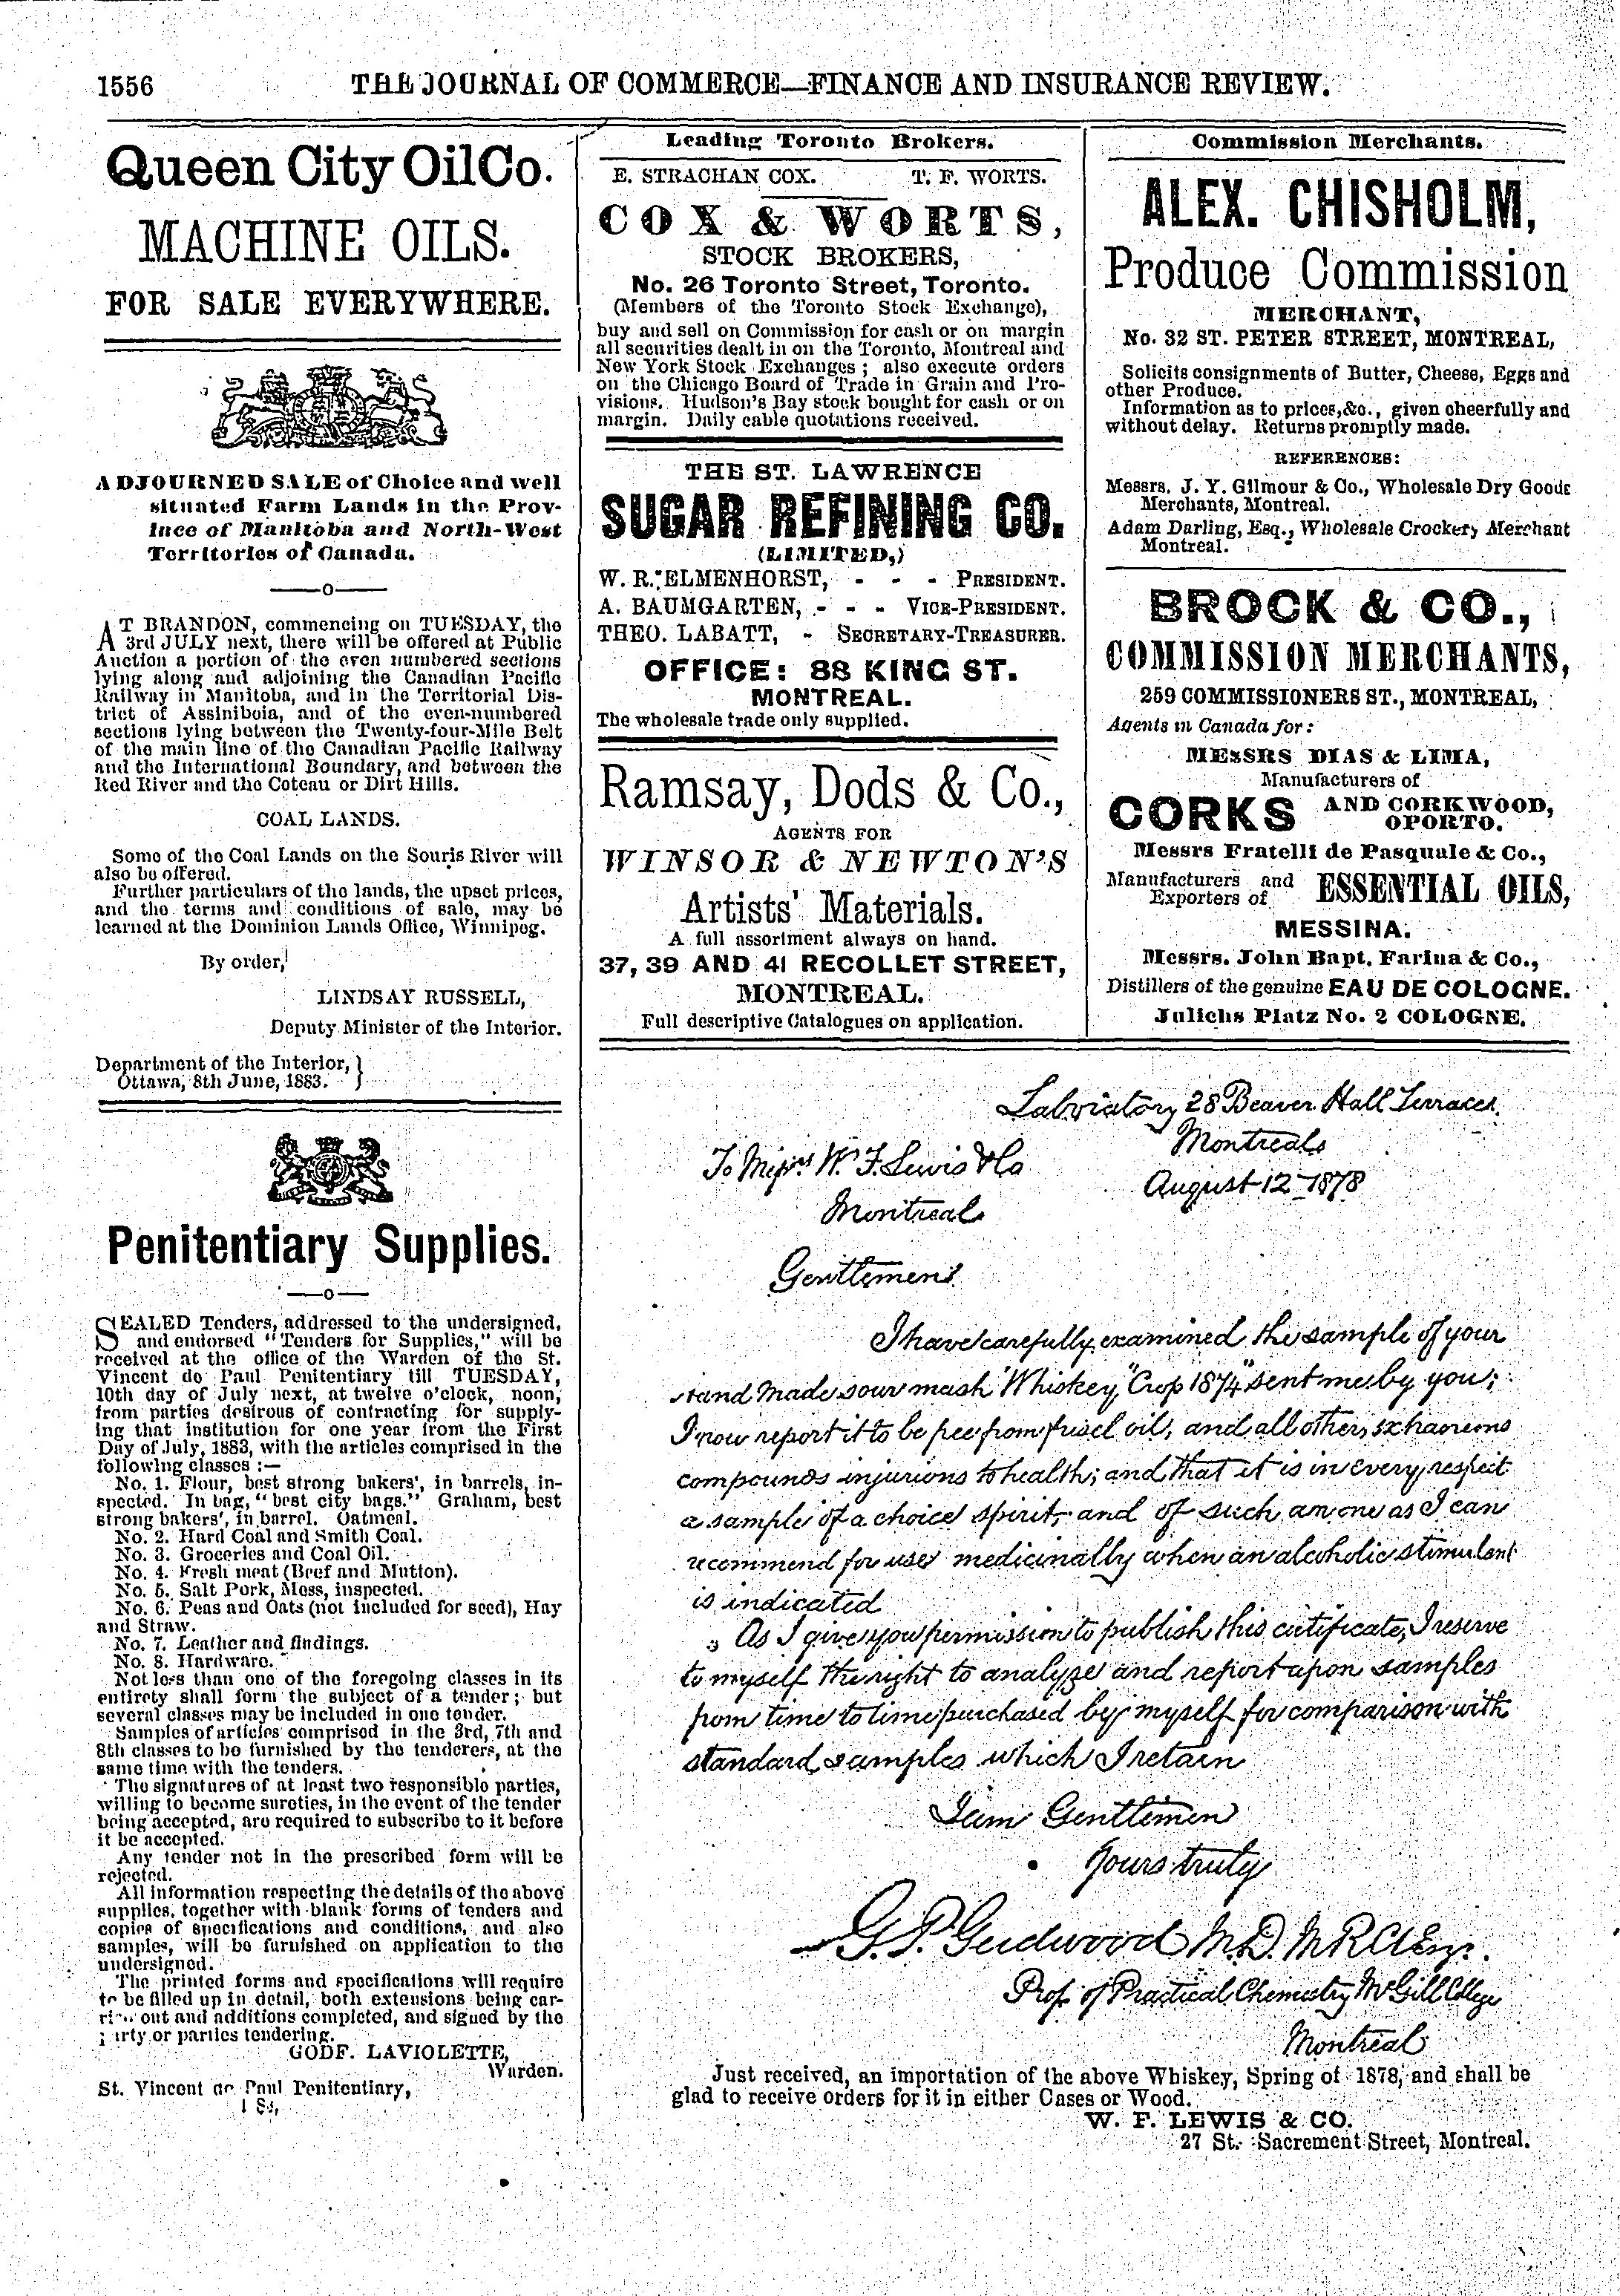 1556 THE JOURNAL OF COMMERCE—FINANCE AND INSURANCE REVIEW.
Queen City Oil Co.
MACHINE OILS.
FOR SALE EVERYWHERE.
ADJOURNED SALE of Choice and well
situated Farm Lands in the Prov-
ince of Manitoba and North-West
Territories of Canada.
—o—
AT BRANDON, commencing on TUESDAY, the
3rd JULY next, there will be offered at Public
Auction a portion of the even numbered sections
lying along and adjoining the Canadian Pacific
Railway in Manitoba, and in the Territorial Dis-
trict of Assiniboia, and of the even-numbered
sections lying between the Twenty-four-Mile Belt
of the main line of the Canadian Pacific Railway
and the International Boundary, and between the
Red River and the Coteau or Dirt Hills.
COAL LANDS.
Some of the Coal Lands on the Souris River will
also be offered.
Further particulars of the lands, the upset prices,
and the terms and conditions of sale, may be
learned at the Dominion Lands Office, Winnipeg.
By order,
LINDSAY RUSSELL,
Deputy Minister of the Interior.
Department of the Interior, }
Ottawa, 8th June, 1883. }
Penitentiary Supplies.
—o—
SEALED Tenders, addressed to the undersigned,
and endorsed "Tenders for Supplies," will be
received at the office of the Warden of the St.
Vincent de Paul Penitentiary till TUESDAY,
10th day of July next, at twelve o'clock, noon,
from parties desirous of contracting for supply-
ing that institution for one year from the First
Day of July, 1883, with the articles comprised in the
following classes :—
No. 1. Flour, best strong bakers', in barrels, in-
spected. In bag, "best city bags." Graham, best
strong bakers', in barrel. Oatmeal.
No. 2. Hard Coal and Smith Coal.
No. 3. Groceries and Coal Oil.
No. 4. Fresh meat (Beef and Mutton).
No. 5. Salt Pork, Mess, inspected.
No. 6. Peas and Oats (not included for seed), Hay
and Straw.
No. 7. Leather and findings.
No. 8. Hardware.
Not less than one of the foregoing classes in its
entirety shall form the subject of a tender; but
several classes may be included in one tender.
Samples of articles comprised in the 3rd, 7th and
8th classes to be furnished by the tenderers, at the
same time with the tenders.
The signatures of at least two responsible parties,
willing to become sureties, in the event of the tender
being accepted, are required to subscribe to it before
it be accepted.
Any tender not in the prescribed form will be
rejected.
All information respecting the details of the above
supplies, together with blank forms of tenders and
copies of specifications and conditions, and also
samples, will be furnished on application to the
undersigned.
The printed forms and specifications will require
to be filled up in detail, both extensions being car-
ri out and additions completed, and signed by the
arty or parties tendering.
GODF. LAVIOLETTE,
Warden.
St. Vincent de Paul Penitentiary,
Leading Toronto Brokers.
E. STRACHAN COX. T. F. WORTS.
COX & WORTS,
STOCK BROKERS,
No. 26 Toronto Street, Toronto.
(Members of the Toronto Stock Exchange),
buy and sell on Commission for cash or on margin
all securities dealt in on the Toronto, Montreal and
New York Stock Exchanges ; also execute orders
on the Chicago Board of Trade in Grain and Pro-
visions. Hudson's Bay stock bought for cash or on
margin. Daily cable quotations received.
THE ST. LAWRENCE
SUGAR REFINING CO.
(LIMITED,)
W. R. ELMENHORST, - - - PRESIDENT.
A. BAUMGARTEN, - - - VICE-PRESIDENT.
THEO. LABATT, - SECRETARY-TREASURER.
OFFICE: 88 KING ST.
MONTREAL.
The wholesale trade only supplied.
Ramsay, Dods & Co.,
AGENTS FOR
WINSOR & NEWTON'S
Artists' Materials.
A full assortment always on hand.
37, 39 AND 41 RECOLLET STREET,
MONTREAL.
Full descriptive Catalogues on application.
Commission Merchants.
ALEX. CHISHOLM,
Produce Commission
MERCHANT,
No. 32 ST. PETER STREET, MONTREAL,
Solicits consignments of Butter, Cheese, Eggs and
other Produce.
Information as to prices, &c., given cheerfully and
without delay. Returns promptly made.
REFERENCES:
Messrs. J. Y. Gilmour & Co., Wholesale Dry Goods
Merchants, Montreal.
Adam Darling, Esq., Wholesale Crockery Merchant
Montreal.
BROCK & CO.,
COMMISSION MERCHANTS,
259 COMMISSIONERS ST., MONTREAL,
Agents in Canada for:
MESSRS DIAS & LIMA,
Manufacturers of
CORKS AND CORKWOOD,
OPORTO.
Messrs Fratelli de Pasquale & Co.,
Manufacturers and
Exporters of ESSENTIAL OILS,
MESSINA.
Messrs. John Bapt. Farina & Co.,
Distillers of the genuine EAU DE COLOGNE.
Julichs Platz No. 2 COLOGNE.
Labratory 28 Beaver Hall Terrace
Montreal
August 12 1878
To Messrs W. F. Lewis & Co
Montreal
Gentlemen
I have carefully examined the sample of your
Hand Made sour mash "Whiskey," "Crop 1874" sent me by you;
I now report it to be free from fusel oil, and all other
compounds injurious to health; and that it is in every respect
a sample of a choice spirit, and of such an one as I can
recommend for use medicinally when an alcoholic stimulent
is indicated
As I give you permission to publish this certificate, I reserve
to myself the right to analyze and report upon samples
from time to time purchased by myself for comparison with
standard samples which I retain
I am Gentlemen
Yours truly
G. P. Girdwood M.D. M.R.C.S. Eng.
Prof. of Practical Chemistry McGill College
Montreal
Just received, an importation of the above Whiskey, Spring of 1878, and shall be
glad to receive orders for it in either Cases or Wood.
W. F. LEWIS & CO.
27 St. Sacrement Street, Montreal.